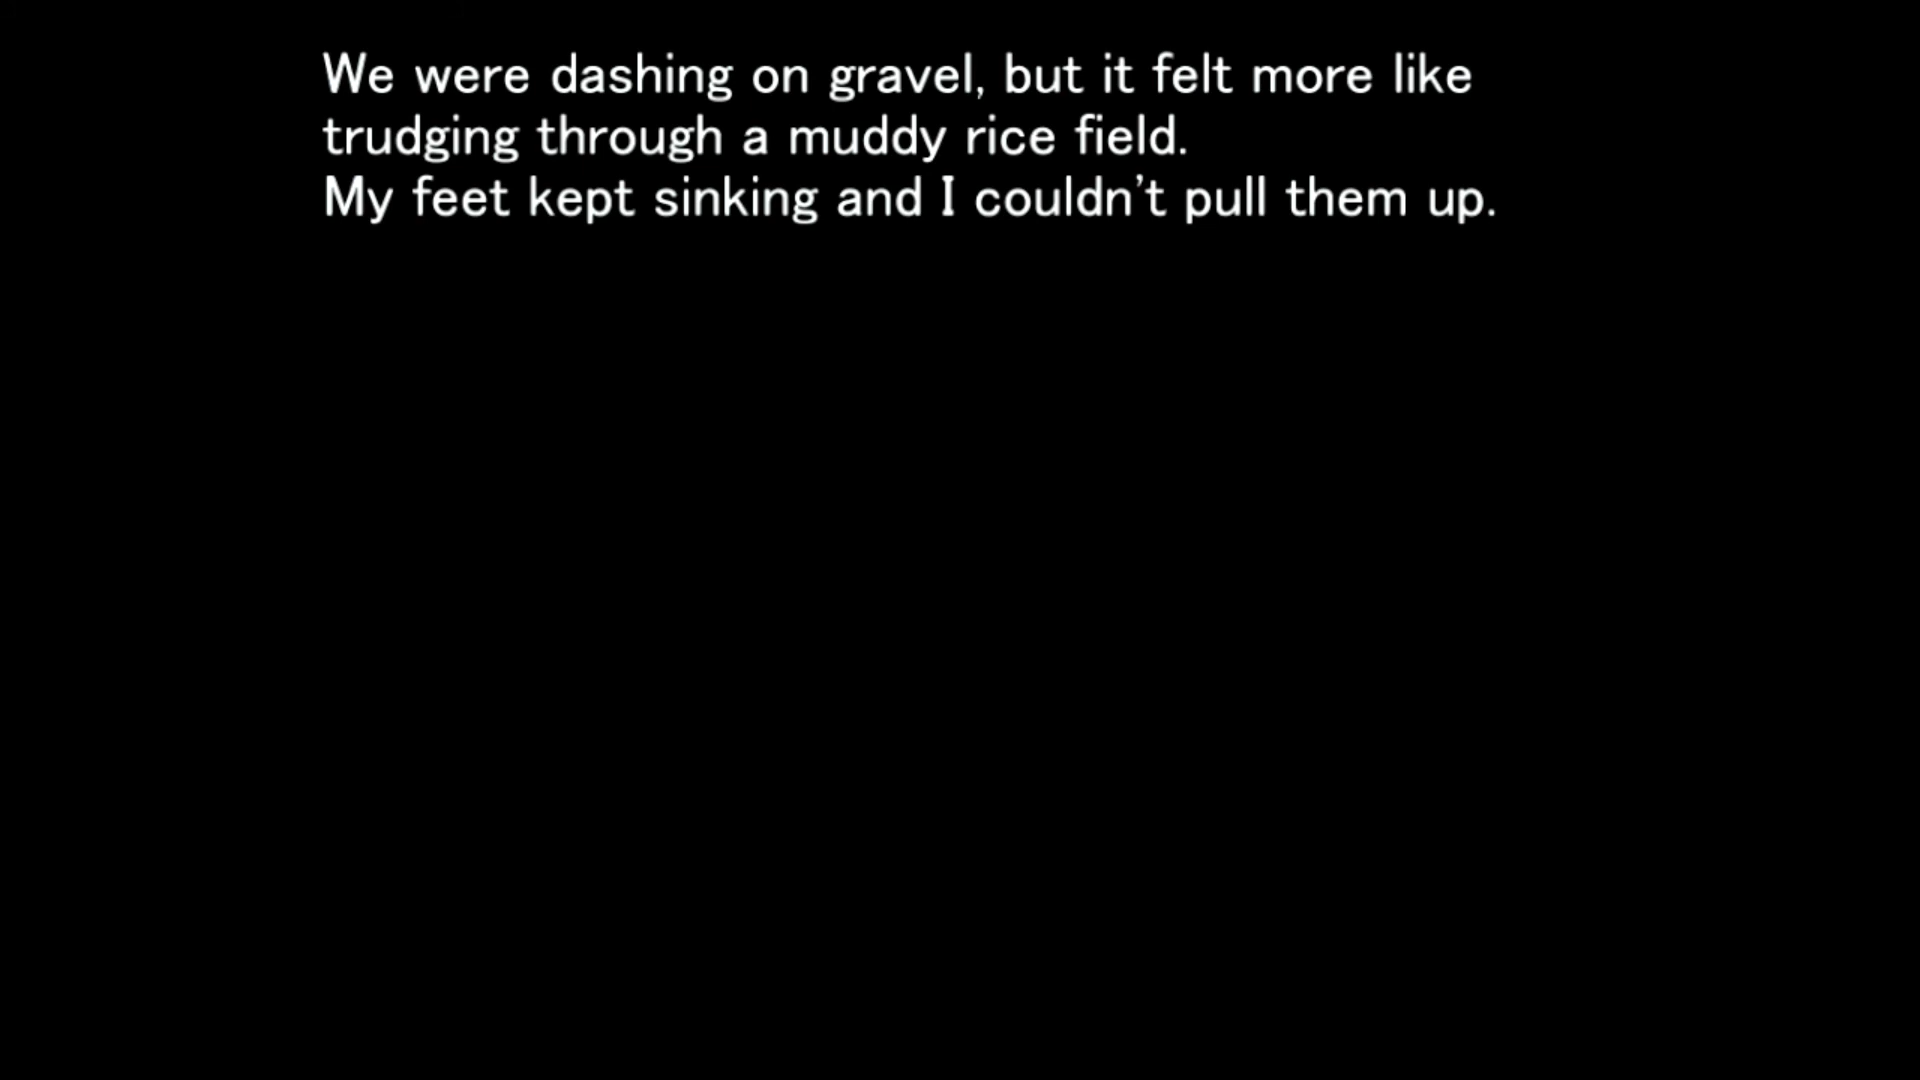 We were dashing on gravel, but it felt more like
trudging through a muddy rice field.
My feet kept sinking and I couldn't pull them up.